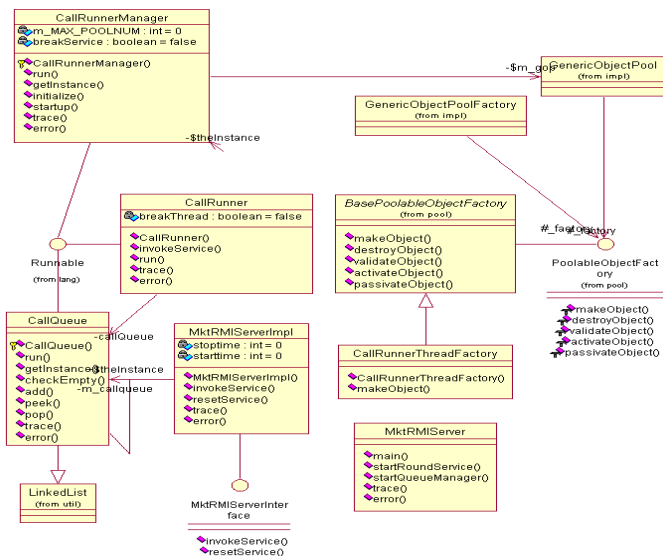 CallRunnerManager
m_MAX_POOLNUM : int = 0
breakService : boolean = false
CallRunnerManager()
run()
getInstance()
initialize()
startup()
trace()
error()
-$m_gop
GenericObjectPool
(from impl)
GenericObjectPoolFactory
(from impl)
-$theInstance
CallRunner
breakThread : boolean = false
CallRunner()
invokeService()
run()
trace()
error()
BasePoolableObjectFactory
(from pool)
makeObject()
destroyObject()
validateObject()
activateObject()
passivateObject()
#_factory
#_factory
Runnable
(from lang)
PoolableObjectFact
ory
(from pool)
makeObject()
destroyObject()
validateObject()
activateObject()
passivateObject()
CallQueue
CallQueue()
run()
getInstance()
checkEmpty()
add()
peek()
pop()
trace()
error()
-callQueue
-$theInstance
-m_callqueue
MktRMIServerImpl
stoptime : int = 0
starttime : int = 0
MktRMIServerImpl()
invokeService()
resetService()
trace()
error()
CallRunnerThreadFactory
CallRunnerThreadFactory()
makeObject()
MktRMIServer
main()
startRoundService()
startQueueManager()
trace()
error()
LinkedList
(from util)
MktRMIServerInter
face
invokeService()
resetService()